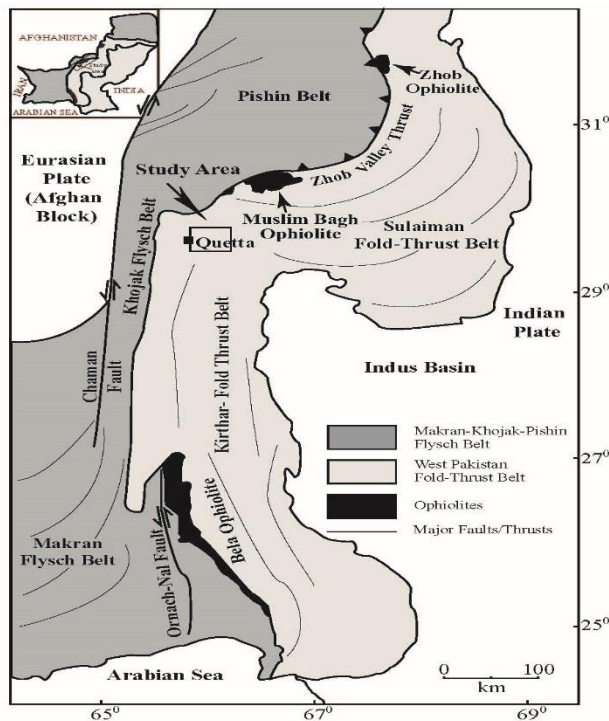 AFGHANISTAN
Study
Area
IRAN
INDIA
ARABIAN SEA
Pishin Belt
Zhob
Ophiolite
31°
Eurasian
Plate
(Afghan
Block)
Study Area
Zhob Valley Thrust
Muslim Bagh
Ophiolite
Sulaiman
Fold-Thrust Belt
Khojak Flysch Belt
Quetta
29°
Indian
Plate
Chaman
Fault
Kirthar- Fold Thrust Belt
Indus Basin
Makran-Khojak-Pishin
Flysch Belt
West Pakistan
Fold-Thrust Belt
Ophiolites
Major Faults/Thrusts
27°
Makran
Flysch Belt
Ornach-Nal Fault
Bela Ophiolite
25°
Arabian Sea
0 100
km
65° 67° 69°